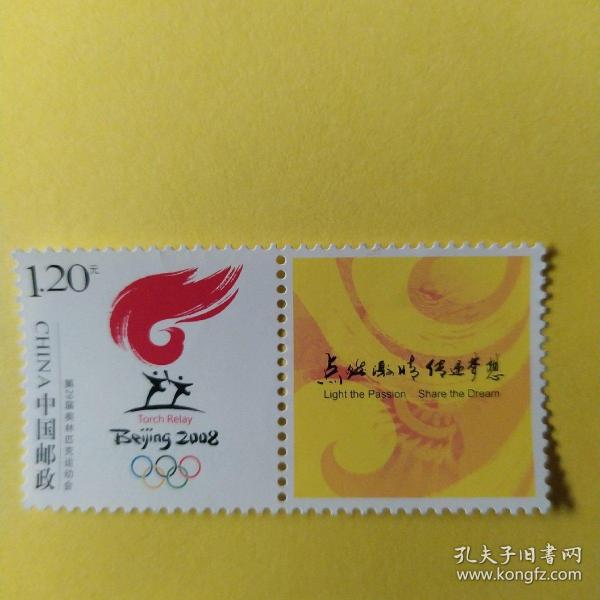 1.20元
CHINA 中国邮政
第29届奥林匹克运动会
Torch Relay
Beijing 2008
点燃激情 传递梦想
Light the Passion Share the Dream
孔夫子旧书网
www.kongfz.com